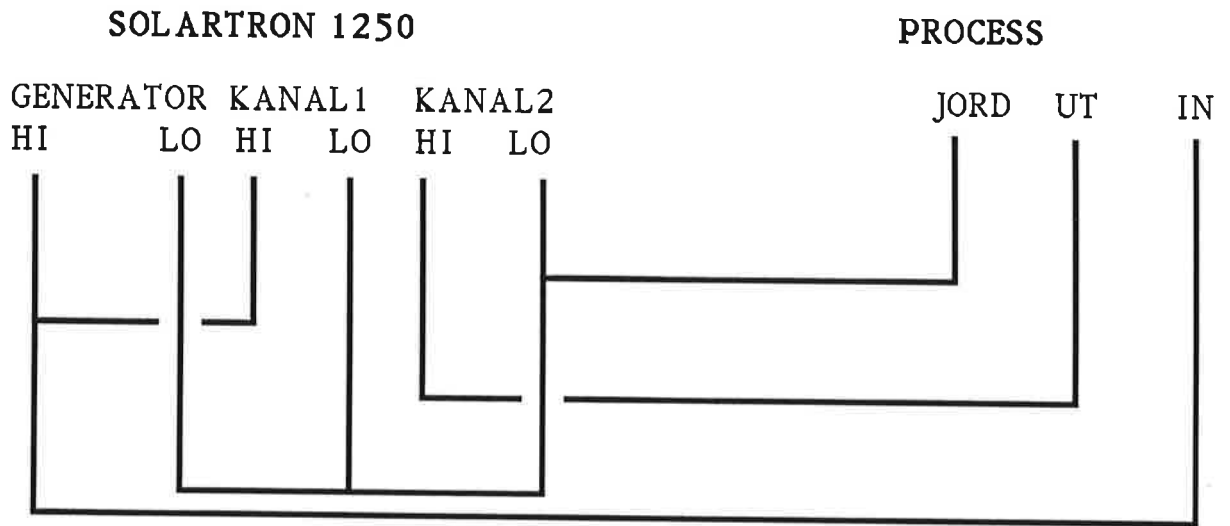 SOLARTRON 1250
PROCESS
GENERATOR KANAL1 KANAL2
JORD UT IN
HI LO HI LO HI LO